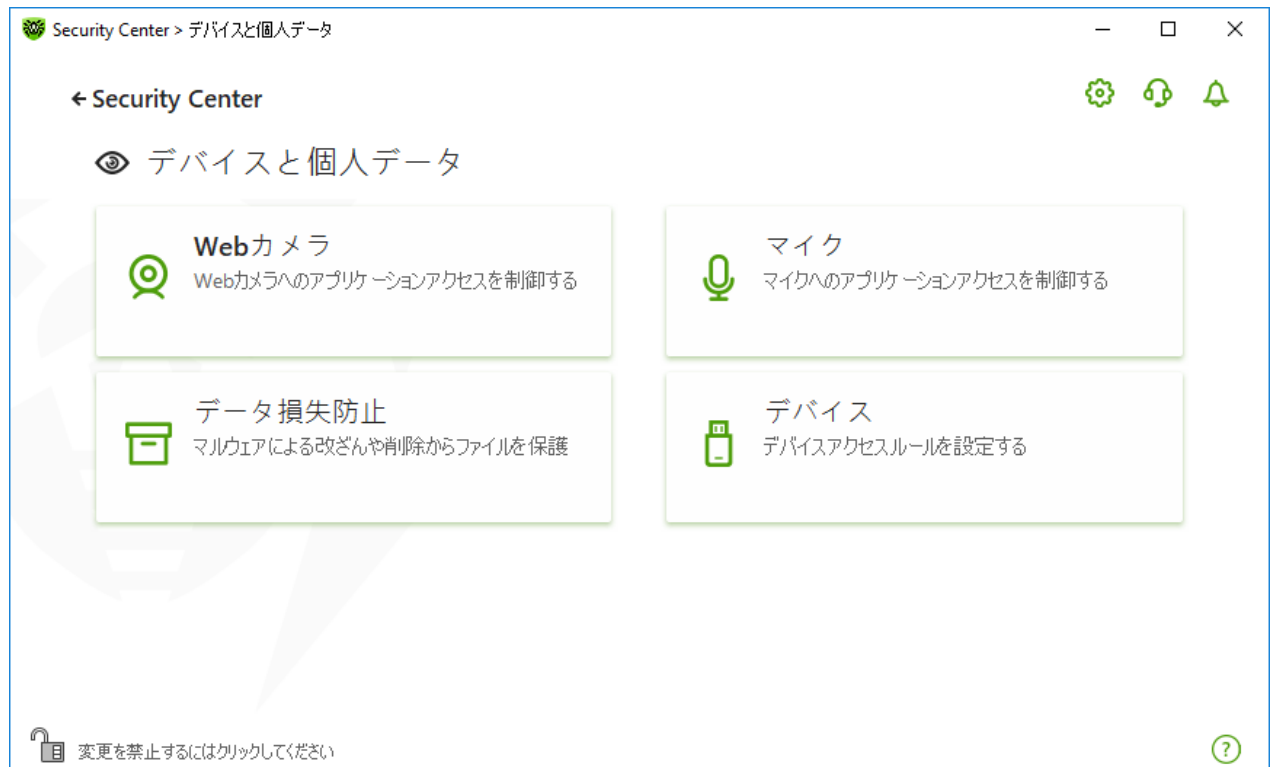 Security Center > デバイスと個人データ
Security Center
デバイスと個人データ
Webカメラ
Webカメラへのアプリケーションアクセスを制御する
マイク
マイクへのアプリケーションアクセスを制御する
データ損失防止
マルウェアによる改ざんや削除からファイルを保護
デバイス
デバイスアクセスルールを設定する
変更を禁止するにはクリックしてください
?